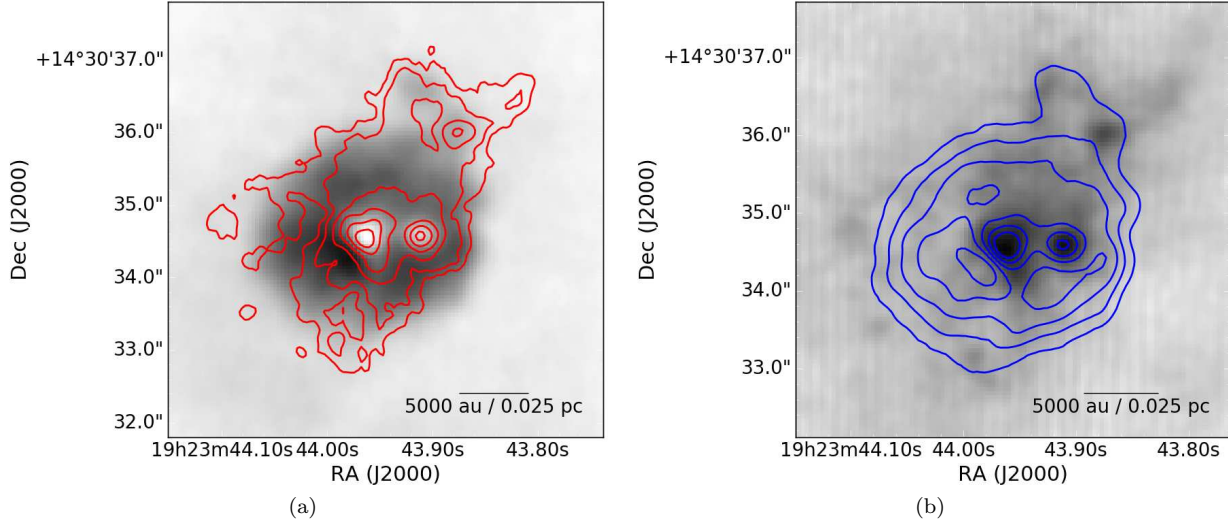 +14°30'37.0"
36.0"
35.0"
34.0"
33.0"
32.0"
Dec (J2000)
5000 au / 0.025 pc
19h23m44.10s 44.00s 43.90s 43.80s
RA (J2000)
(a)
+14°30'37.0"
36.0"
35.0"
34.0"
33.0"
Dec (J2000)
5000 au / 0.025 pc
19h23m44.10s 44.00s 43.90s 43.80s
RA (J2000)
(b)